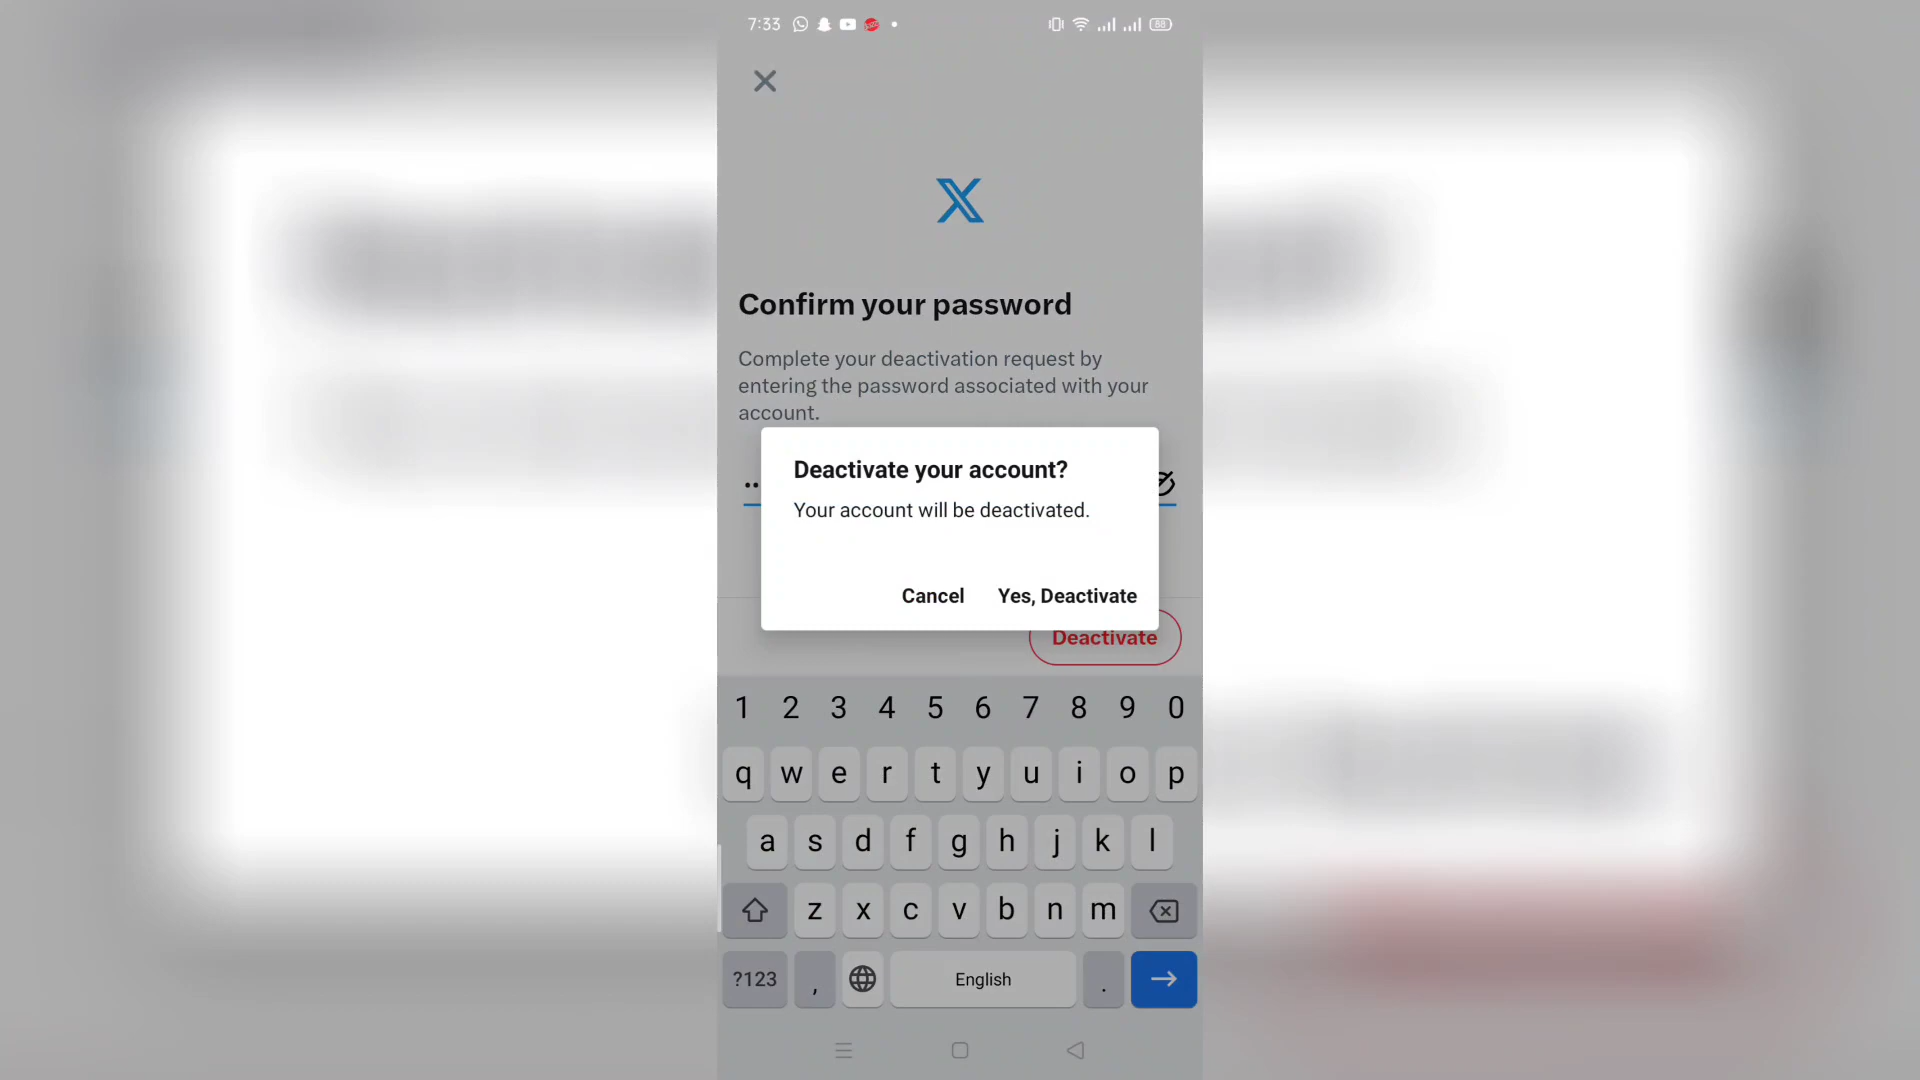 7:33
88
Confirm your password
Complete your deactivation request by
entering the password associated with your
account.
Deactivate your account?
Your account will be deactivated.
Cancel Yes, Deactivate
Deactivate
1 2 3 4 5 6 7 8 9 0
q w e r t y u i o p
a s d f g h j k l
z x c v b n m
?123 , English .